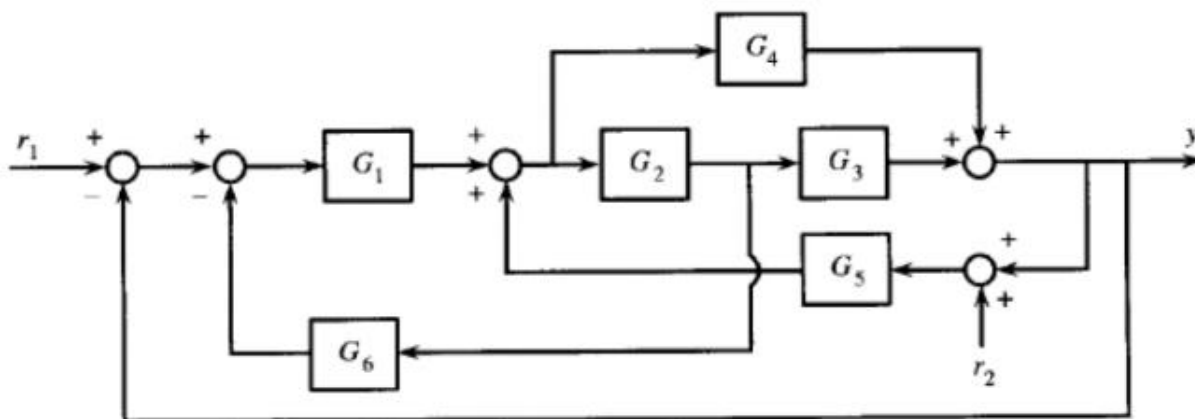 G₄
r₁ + − + − G₁ + + G₂ G₃ + + y
G₅ + +
G₆ r₂